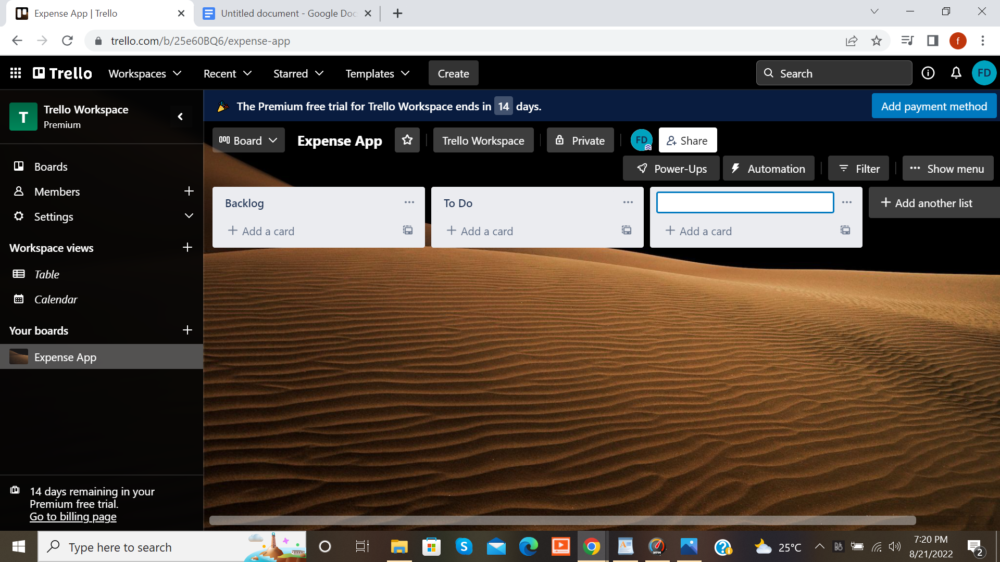 Expense App | Trello
Untitled document - Google Doc
trello.com/b/25e60BQ6/expense-app
f
Trello
Workspaces
Recent
Starred
Templates
Create
Search
FD
T
Trello Workspace
Premium
The Premium free trial for Trello Workspace ends in 14 days.
Add payment method
Board
Expense App
Trello Workspace
Private
FD
Share
Power-Ups
Automation
Filter
Show menu
Boards
Members
Settings
Workspace views
Table
Calendar
Your boards
Expense App
Backlog
Add a card
To Do
Add a card
Add a card
Add another list
14 days remaining in your
Premium free trial.
Go to billing page
Type here to search
S
WPM
25°C
7:20 PM
8/21/2022
2